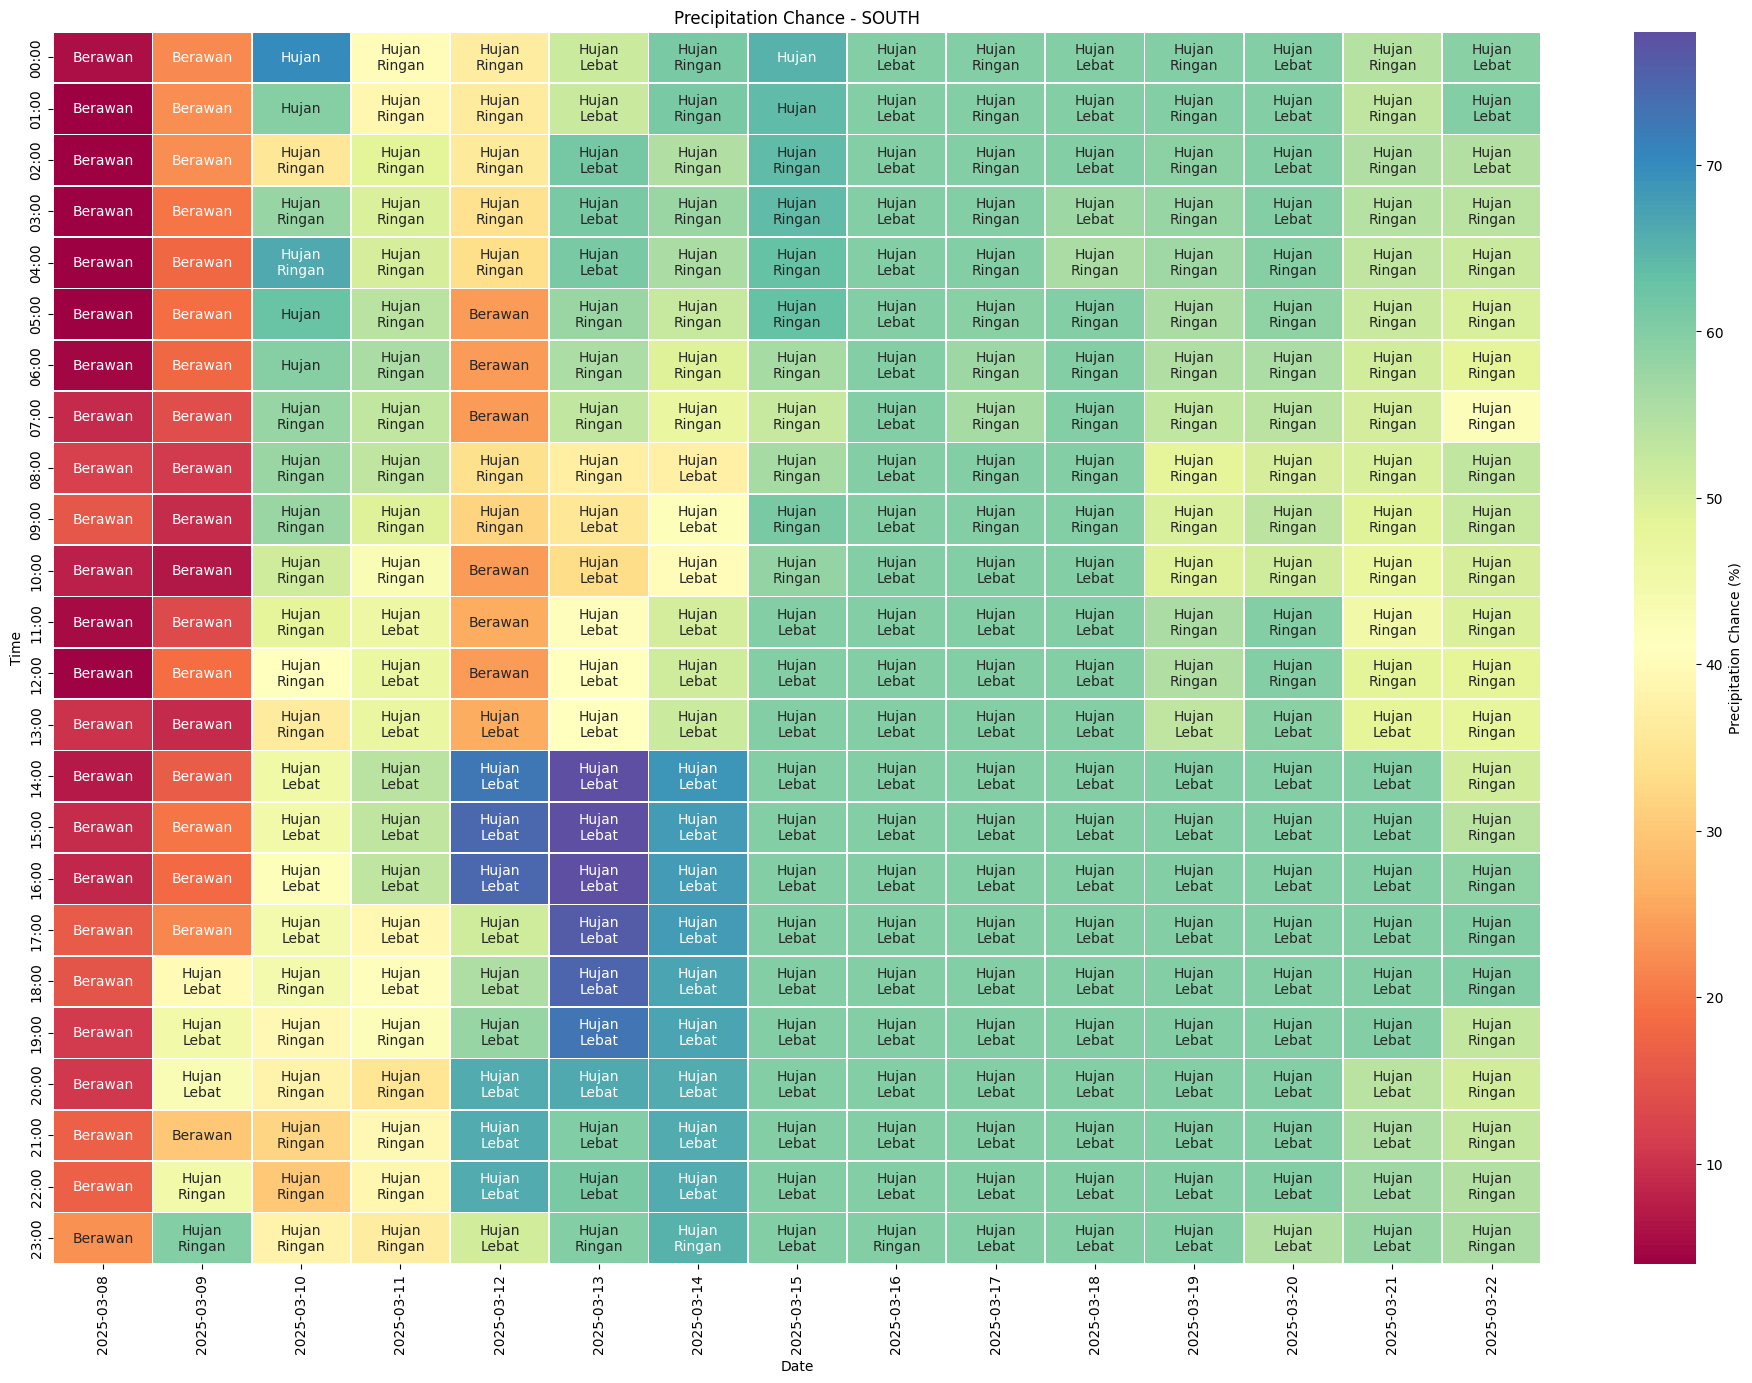 Precipitation Chance - SOUTH
00:00 Berawan Berawan Hujan Hujan Ringan Hujan Ringan Hujan Lebat Hujan Ringan Hujan Hujan Lebat Hujan Ringan Hujan Lebat Hujan Ringan Hujan Lebat Hujan Ringan Hujan Lebat
01:00 Berawan Berawan Hujan Hujan Ringan Hujan Ringan Hujan Lebat Hujan Ringan Hujan Hujan Lebat Hujan Ringan Hujan Lebat Hujan Ringan Hujan Lebat Hujan Ringan Hujan Lebat
02:00 Berawan Berawan Hujan Ringan Hujan Ringan Hujan Ringan Hujan Lebat Hujan Ringan Hujan Ringan Hujan Lebat Hujan Ringan Hujan Lebat Hujan Ringan Hujan Lebat Hujan Ringan Hujan Lebat
03:00 Berawan Berawan Hujan Ringan Hujan Ringan Hujan Ringan Hujan Lebat Hujan Ringan Hujan Ringan Hujan Lebat Hujan Ringan Hujan Lebat Hujan Ringan Hujan Lebat Hujan Ringan Hujan Ringan
04:00 Berawan Berawan Hujan Ringan Hujan Ringan Hujan Ringan Hujan Lebat Hujan Ringan Hujan Ringan Hujan Lebat Hujan Ringan Hujan Ringan Hujan Ringan Hujan Ringan Hujan Ringan Hujan Ringan
05:00 Berawan Berawan Hujan Hujan Ringan Berawan Hujan Ringan Hujan Ringan Hujan Ringan Hujan Lebat Hujan Ringan Hujan Ringan Hujan Ringan Hujan Ringan Hujan Ringan Hujan Ringan
06:00 Berawan Berawan Hujan Hujan Ringan Berawan Hujan Ringan Hujan Ringan Hujan Ringan Hujan Lebat Hujan Ringan Hujan Ringan Hujan Ringan Hujan Ringan Hujan Ringan Hujan Ringan
07:00 Berawan Berawan Hujan Ringan Hujan Ringan Berawan Hujan Ringan Hujan Ringan Hujan Ringan Hujan Lebat Hujan Ringan Hujan Ringan Hujan Ringan Hujan Ringan Hujan Ringan Hujan Ringan
08:00 Berawan Berawan Hujan Ringan Hujan Ringan Hujan Ringan Hujan Ringan Hujan Lebat Hujan Ringan Hujan Lebat Hujan Ringan Hujan Ringan Hujan Ringan Hujan Ringan Hujan Ringan Hujan Ringan
09:00 Berawan Berawan Hujan Ringan Hujan Ringan Hujan Ringan Hujan Lebat Hujan Lebat Hujan Ringan Hujan Lebat Hujan Ringan Hujan Ringan Hujan Ringan Hujan Ringan Hujan Ringan Hujan Ringan
10:00 Berawan Berawan Hujan Ringan Hujan Ringan Berawan Hujan Lebat Hujan Lebat Hujan Ringan Hujan Lebat Hujan Lebat Hujan Lebat Hujan Ringan Hujan Ringan Hujan Ringan Hujan Ringan
11:00 Berawan Berawan Hujan Ringan Hujan Lebat Berawan Hujan Lebat Hujan Lebat Hujan Lebat Hujan Lebat Hujan Lebat Hujan Lebat Hujan Ringan Hujan Ringan Hujan Ringan Hujan Ringan
12:00 Berawan Berawan Hujan Ringan Hujan Lebat Berawan Hujan Lebat Hujan Lebat Hujan Lebat Hujan Lebat Hujan Lebat Hujan Lebat Hujan Ringan Hujan Ringan Hujan Ringan Hujan Ringan
13:00 Berawan Berawan Hujan Ringan Hujan Lebat Hujan Lebat Hujan Lebat Hujan Lebat Hujan Lebat Hujan Lebat Hujan Lebat Hujan Lebat Hujan Lebat Hujan Lebat Hujan Lebat Hujan Ringan
14:00 Berawan Berawan Hujan Lebat Hujan Lebat Hujan Lebat Hujan Lebat Hujan Lebat Hujan Lebat Hujan Lebat Hujan Lebat Hujan Lebat Hujan Lebat Hujan Lebat Hujan Lebat Hujan Ringan
15:00 Berawan Berawan Hujan Lebat Hujan Lebat Hujan Lebat Hujan Lebat Hujan Lebat Hujan Lebat Hujan Lebat Hujan Lebat Hujan Lebat Hujan Lebat Hujan Lebat Hujan Lebat Hujan Ringan
16:00 Berawan Berawan Hujan Lebat Hujan Lebat Hujan Lebat Hujan Lebat Hujan Lebat Hujan Lebat Hujan Lebat Hujan Lebat Hujan Lebat Hujan Lebat Hujan Lebat Hujan Lebat Hujan Ringan
17:00 Berawan Berawan Hujan Lebat Hujan Lebat Hujan Lebat Hujan Lebat Hujan Lebat Hujan Lebat Hujan Lebat Hujan Lebat Hujan Lebat Hujan Lebat Hujan Lebat Hujan Lebat Hujan Ringan
18:00 Berawan Hujan Lebat Hujan Ringan Hujan Lebat Hujan Lebat Hujan Lebat Hujan Lebat Hujan Lebat Hujan Lebat Hujan Lebat Hujan Lebat Hujan Lebat Hujan Lebat Hujan Lebat Hujan Ringan
19:00 Berawan Hujan Lebat Hujan Ringan Hujan Ringan Hujan Lebat Hujan Lebat Hujan Lebat Hujan Lebat Hujan Lebat Hujan Lebat Hujan Lebat Hujan Lebat Hujan Lebat Hujan Lebat Hujan Ringan
20:00 Berawan Hujan Lebat Hujan Ringan Hujan Ringan Hujan Lebat Hujan Lebat Hujan Lebat Hujan Lebat Hujan Lebat Hujan Lebat Hujan Lebat Hujan Lebat Hujan Lebat Hujan Lebat Hujan Ringan
21:00 Berawan Berawan Hujan Ringan Hujan Ringan Hujan Lebat Hujan Lebat Hujan Lebat Hujan Lebat Hujan Lebat Hujan Lebat Hujan Lebat Hujan Lebat Hujan Lebat Hujan Lebat Hujan Ringan
22:00 Berawan Hujan Ringan Hujan Ringan Hujan Ringan Hujan Lebat Hujan Lebat Hujan Lebat Hujan Lebat Hujan Lebat Hujan Lebat Hujan Lebat Hujan Lebat Hujan Lebat Hujan Lebat Hujan Ringan
23:00 Berawan Hujan Ringan Hujan Ringan Hujan Ringan Hujan Lebat Hujan Ringan Hujan Ringan Hujan Lebat Hujan Ringan Hujan Lebat Hujan Lebat Hujan Lebat Hujan Lebat Hujan Lebat Hujan Ringan
Time
2025-03-08 2025-03-09 2025-03-10 2025-03-11 2025-03-12 2025-03-13 2025-03-14 2025-03-15 2025-03-16 2025-03-17 2025-03-18 2025-03-19 2025-03-20 2025-03-21 2025-03-22
Date
70
60
50
40
30
20
10
Precipitation Chance (%)